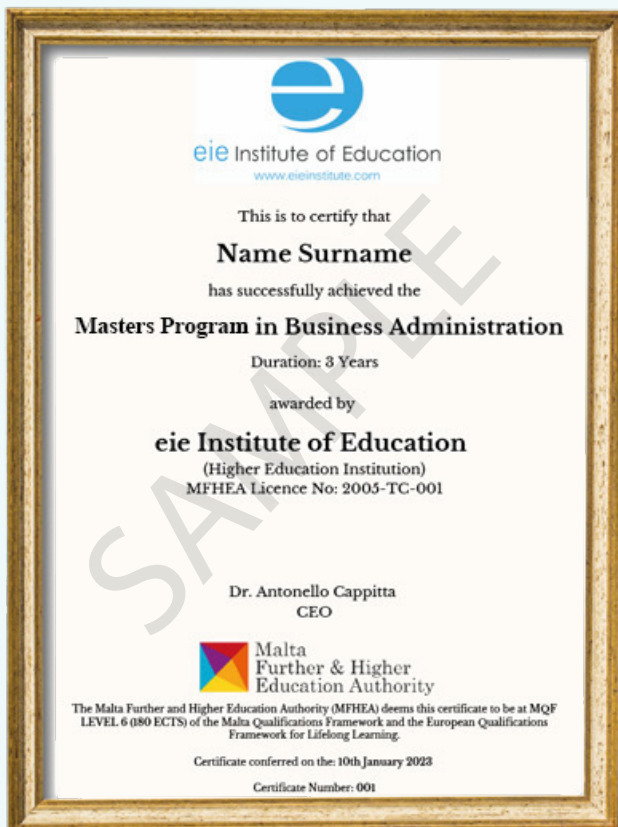 e
eie Institute of Education
www.eieinstitute.com
This is to certify that
Name Surname
has successfully achieved the
Masters Program in Business Administration
Duration: 3 Years
awarded by
eie Institute of Education
(Higher Education Institution)
MFHEA Licence No: 2005-TC-001
SAMPLE
Dr. Antonello Cappitta
CEO
Malta
Further & Higher
Education Authority
The Malta Further and Higher Education Authority (MFHEA) deems this certificate to be at MQF
LEVEL 6 (180 ECTS) of the Malta Qualifications Framework and the European Qualifications
Framework for Lifelong Learning.
Certificate conferred on the: 10th January 2023
Certificate Number: 001